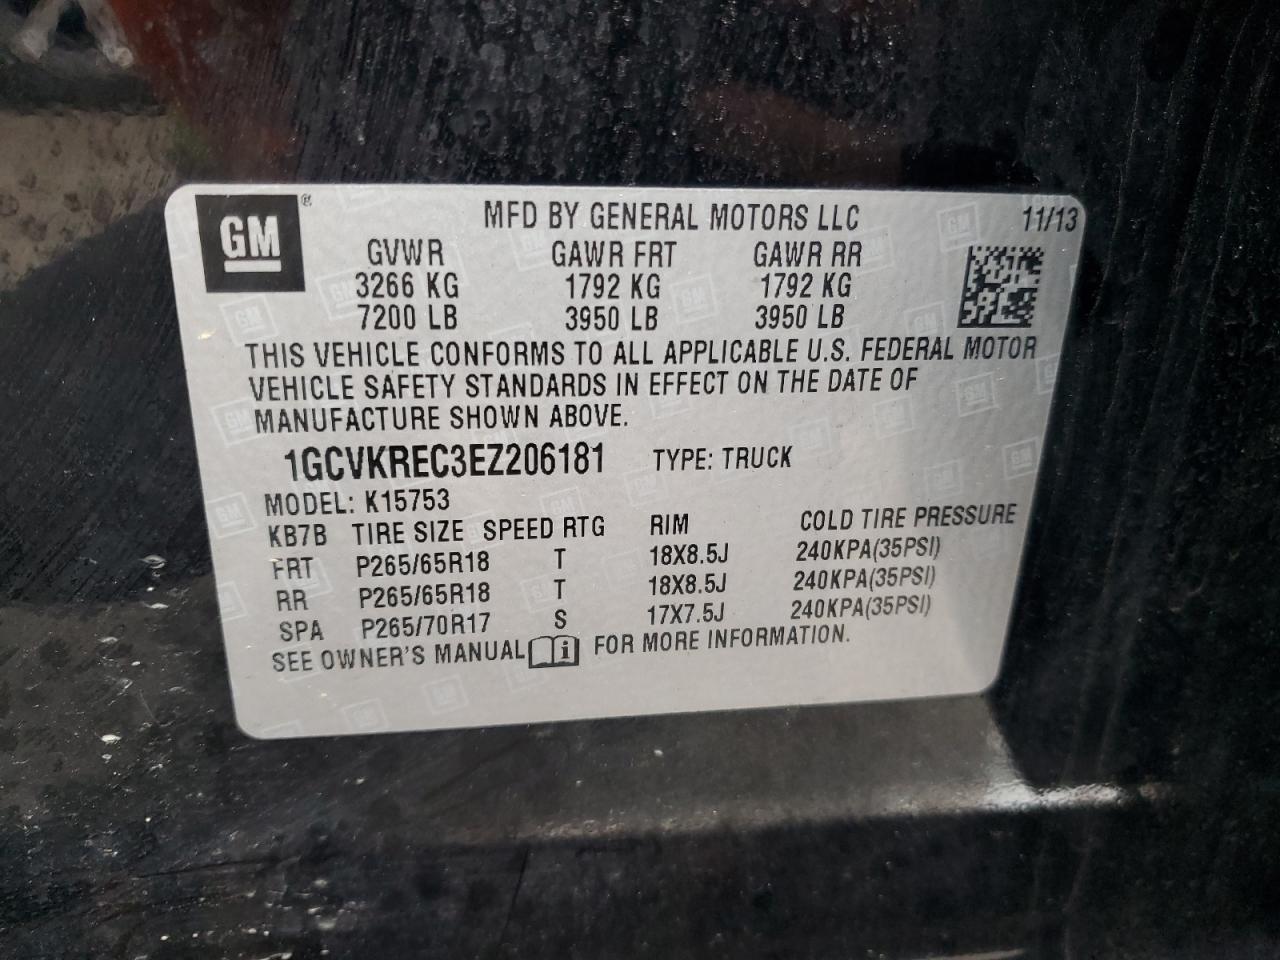 GM ®
MFD BY GENERAL MOTORS LLC 11/13
GVWR GAWR FRT GAWR RR
3266 KG 1792 KG 1792 KG
7200 LB 3950 LB 3950 LB
THIS VEHICLE CONFORMS TO ALL APPLICABLE U.S. FEDERAL MOTOR
VEHICLE SAFETY STANDARDS IN EFFECT ON THE DATE OF
MANUFACTURE SHOWN ABOVE.
1GCVKREC3EZ206181 TYPE: TRUCK
MODEL: K15753
KB7B TIRE SIZE SPEED RTG RIM COLD TIRE PRESSURE
FRT P265/65R18 T 18X8.5J 240KPA(35PSI)
RR P265/65R18 T 18X8.5J 240KPA(35PSI)
SPA P265/70R17 S 17X7.5J 240KPA(35PSI)
SEE OWNER'S MANUAL i FOR MORE INFORMATION.